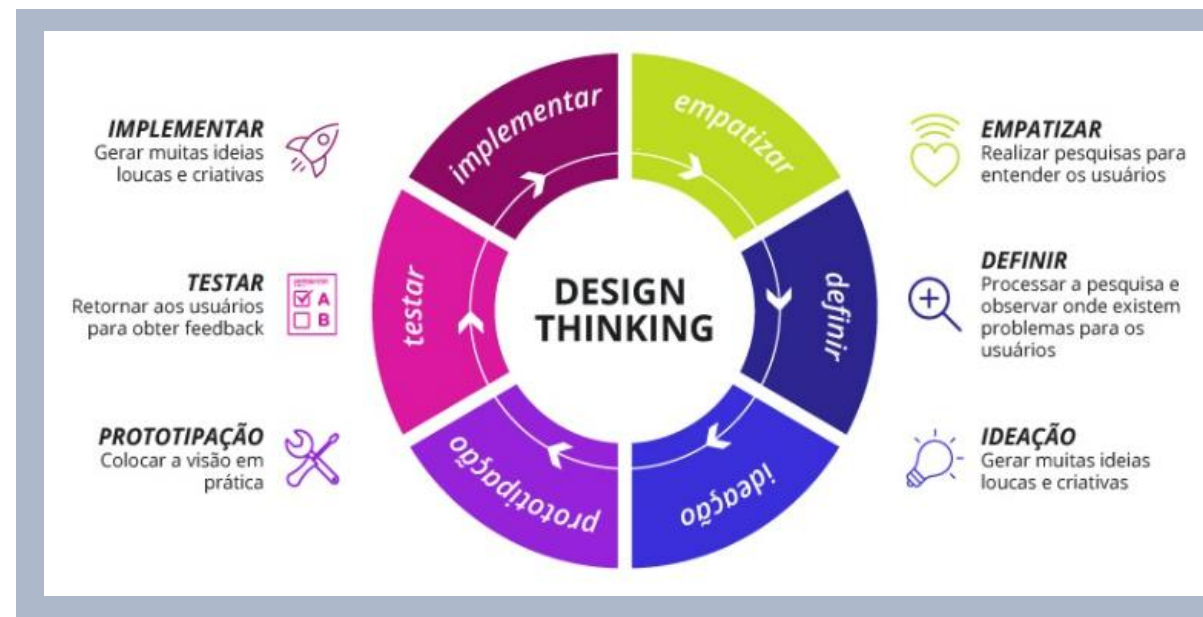 IMPLEMENTAR
Gerar muitas ideias
loucas e criativas
TESTAR
Retornar aos usuários
para obter feedback
PROTOTIPAÇÃO
Colocar a visão em
prática
implementar
empatizar
testar
definir
prototipação
ideação
DESIGN
THINKING
A
B
EMPATIZAR
Realizar pesquisas para
entender os usuários
DEFINIR
Processar a pesquisa e
observar onde existem
problemas para os
usuários
IDEAÇÃO
Gerar muitas ideias
loucas e criativas